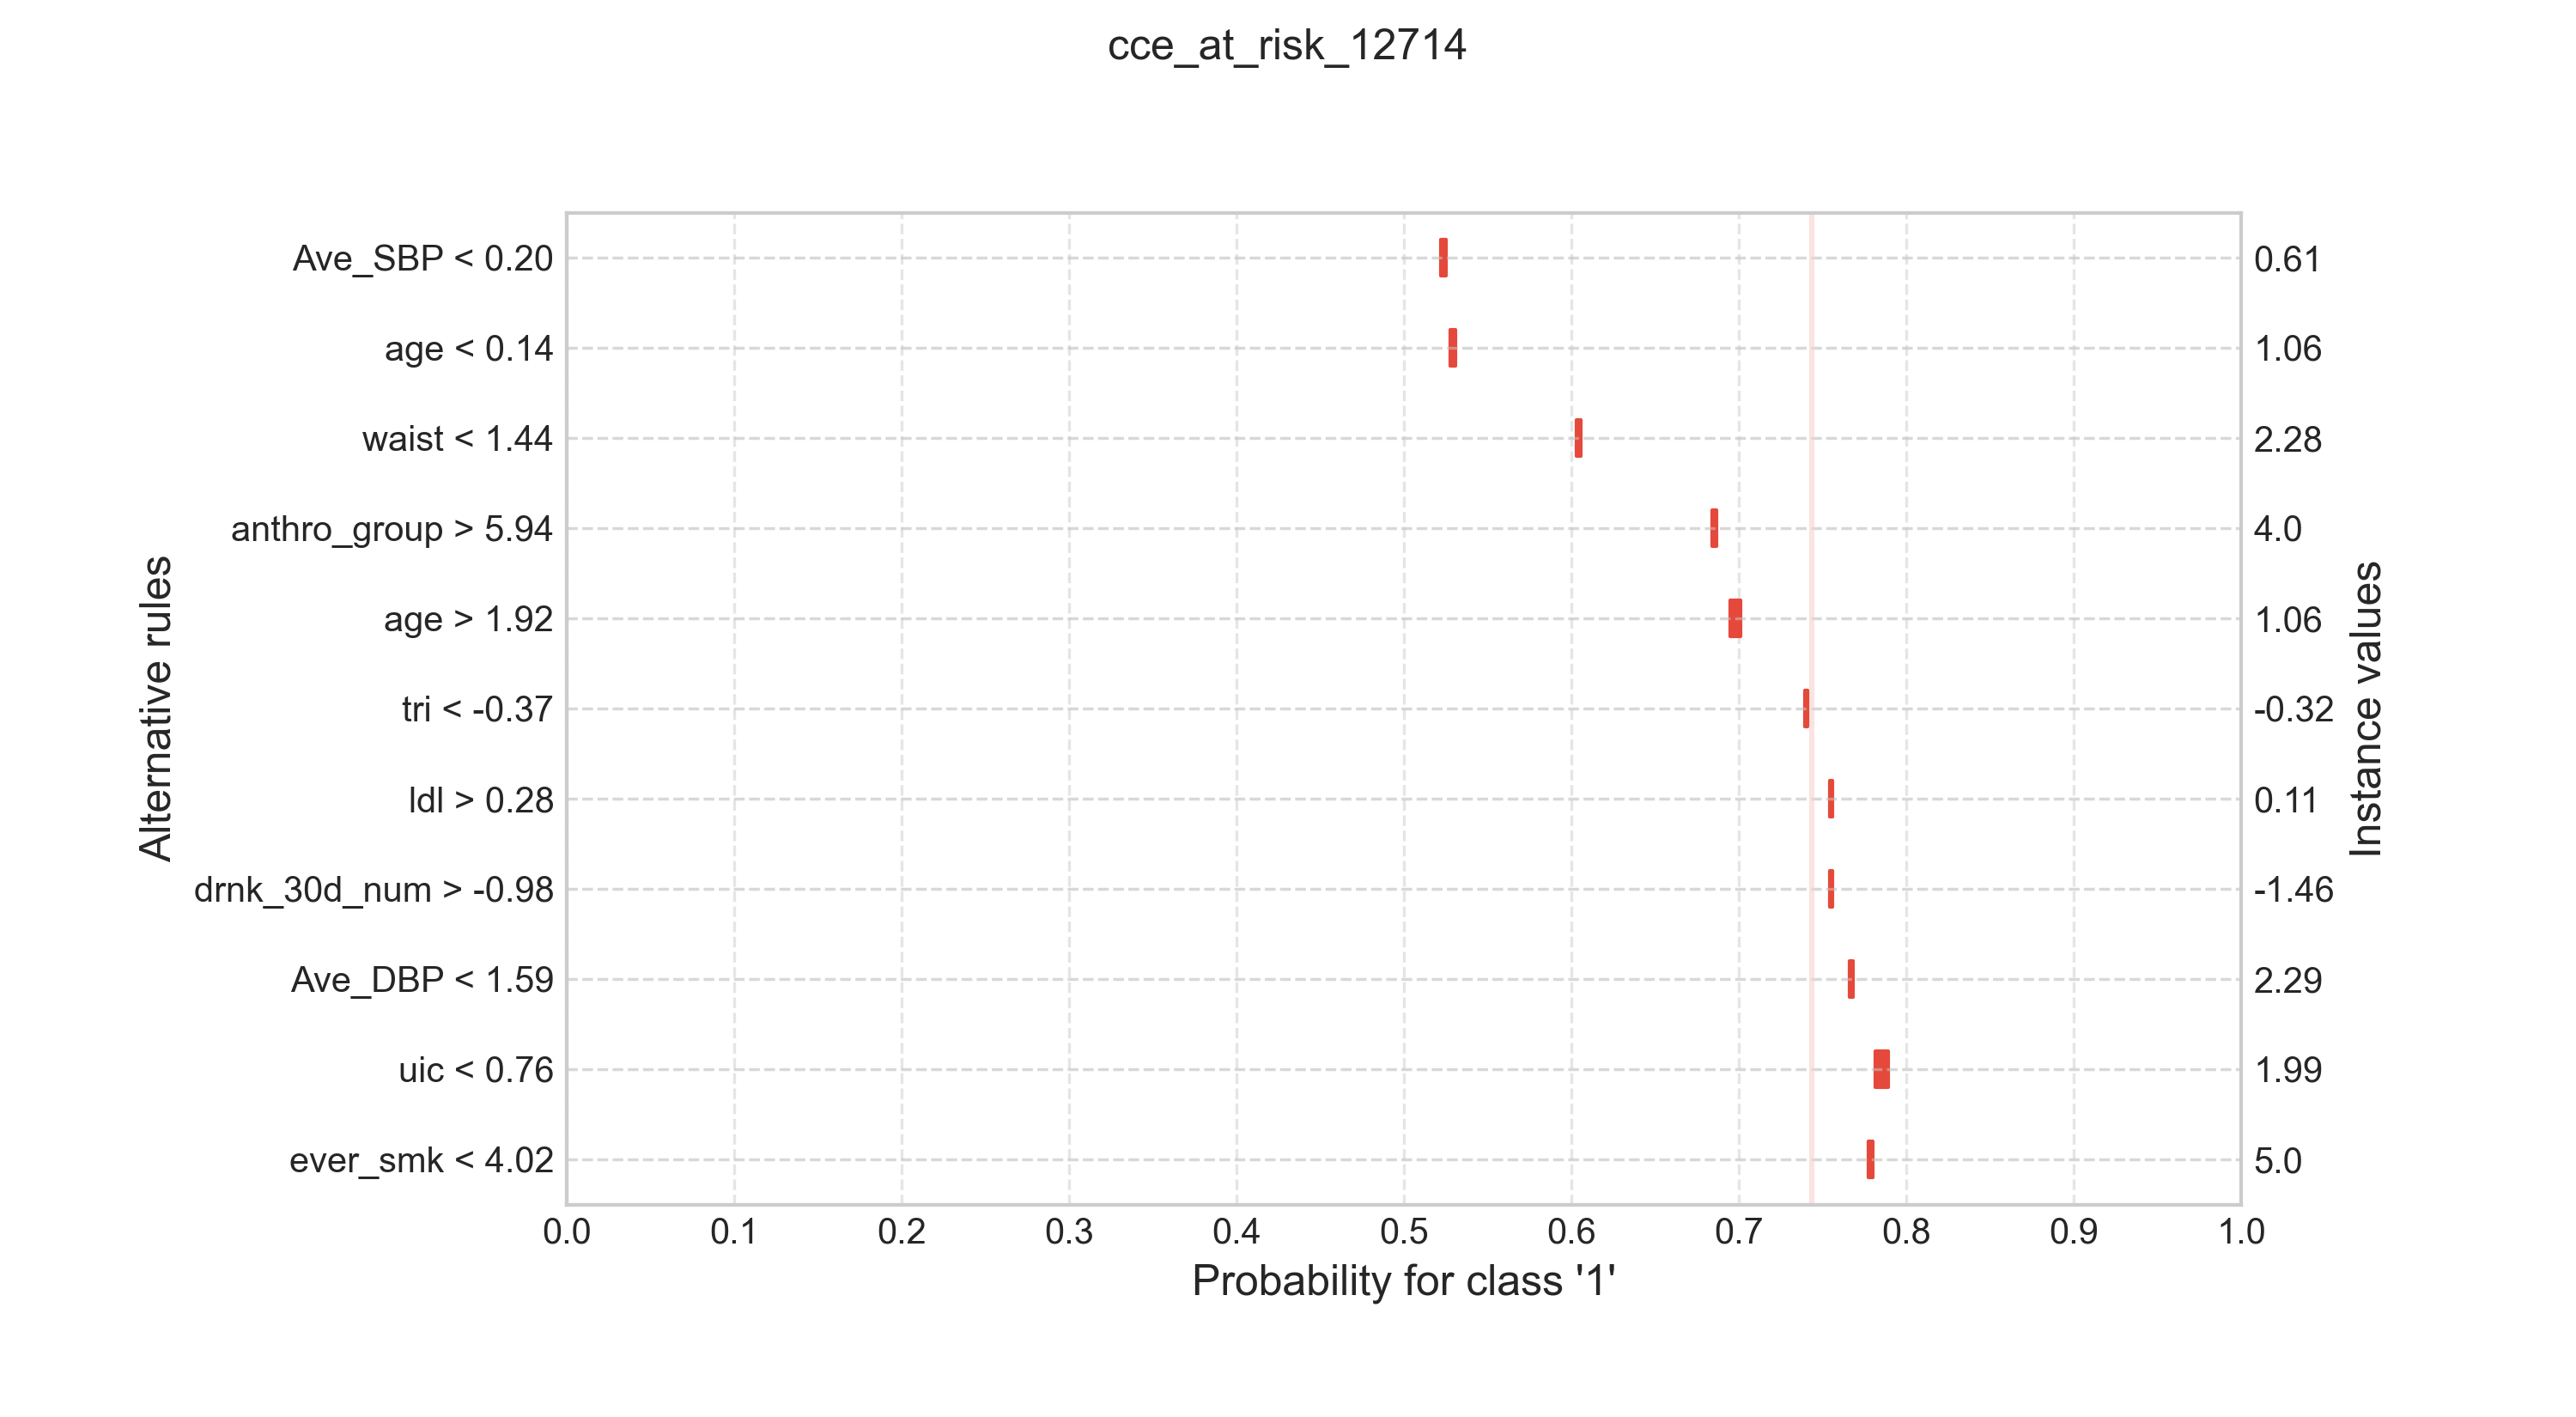 cce_at_risk_12714
Alternative rules
Ave_SBP < 0.20 0.61
age < 0.14 1.06
waist < 1.44 2.28
anthro_group > 5.94 4.0
age > 1.92 1.06
tri < -0.37 -0.32
ldl > 0.28 0.11
drnk_30d_num > -0.98 -1.46
Ave_DBP < 1.59 2.29
uic < 0.76 1.99
ever_smk < 4.02 5.0
Instance values
0.0 0.1 0.2 0.3 0.4 0.5 0.6 0.7 0.8 0.9 1.0
Probability for class '1'